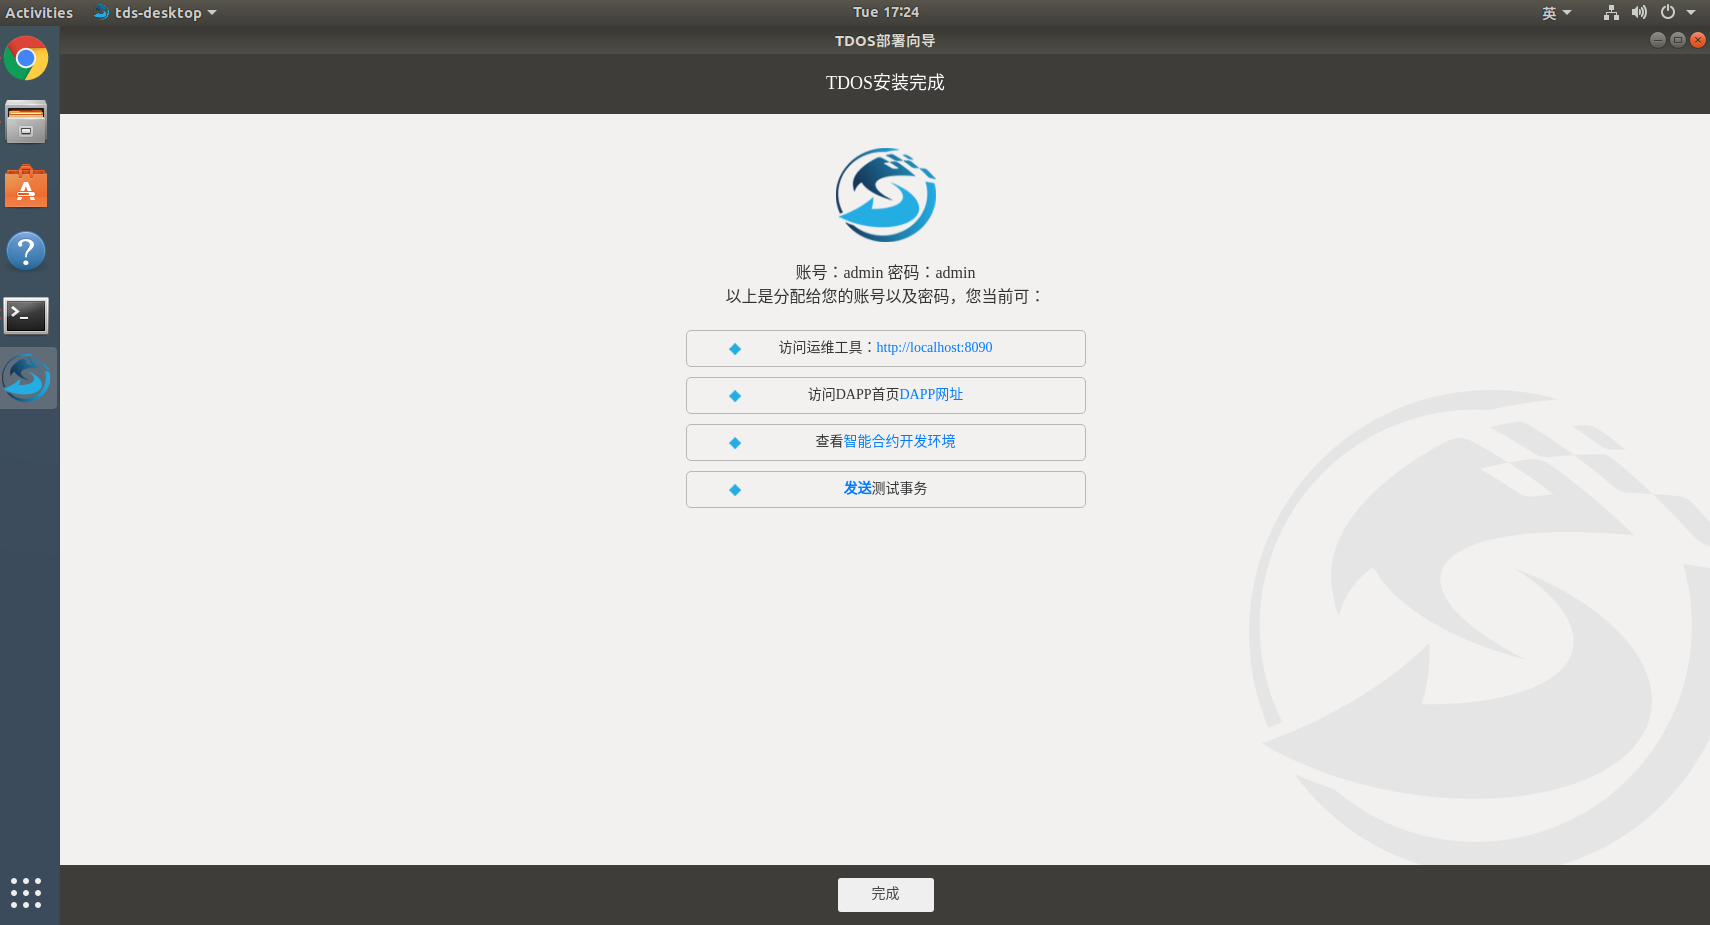 Activities tds-desktop Tue 17:24 英
TDOS部署向导
TDOS安装完成
账号：admin 密码：admin
以上是分配给您的账号以及密码，您当前可：
访问运维工具：http://localhost:8090
访问DAPP首页DAPP网址
查看智能合约开发环境
发送测试事务
完成